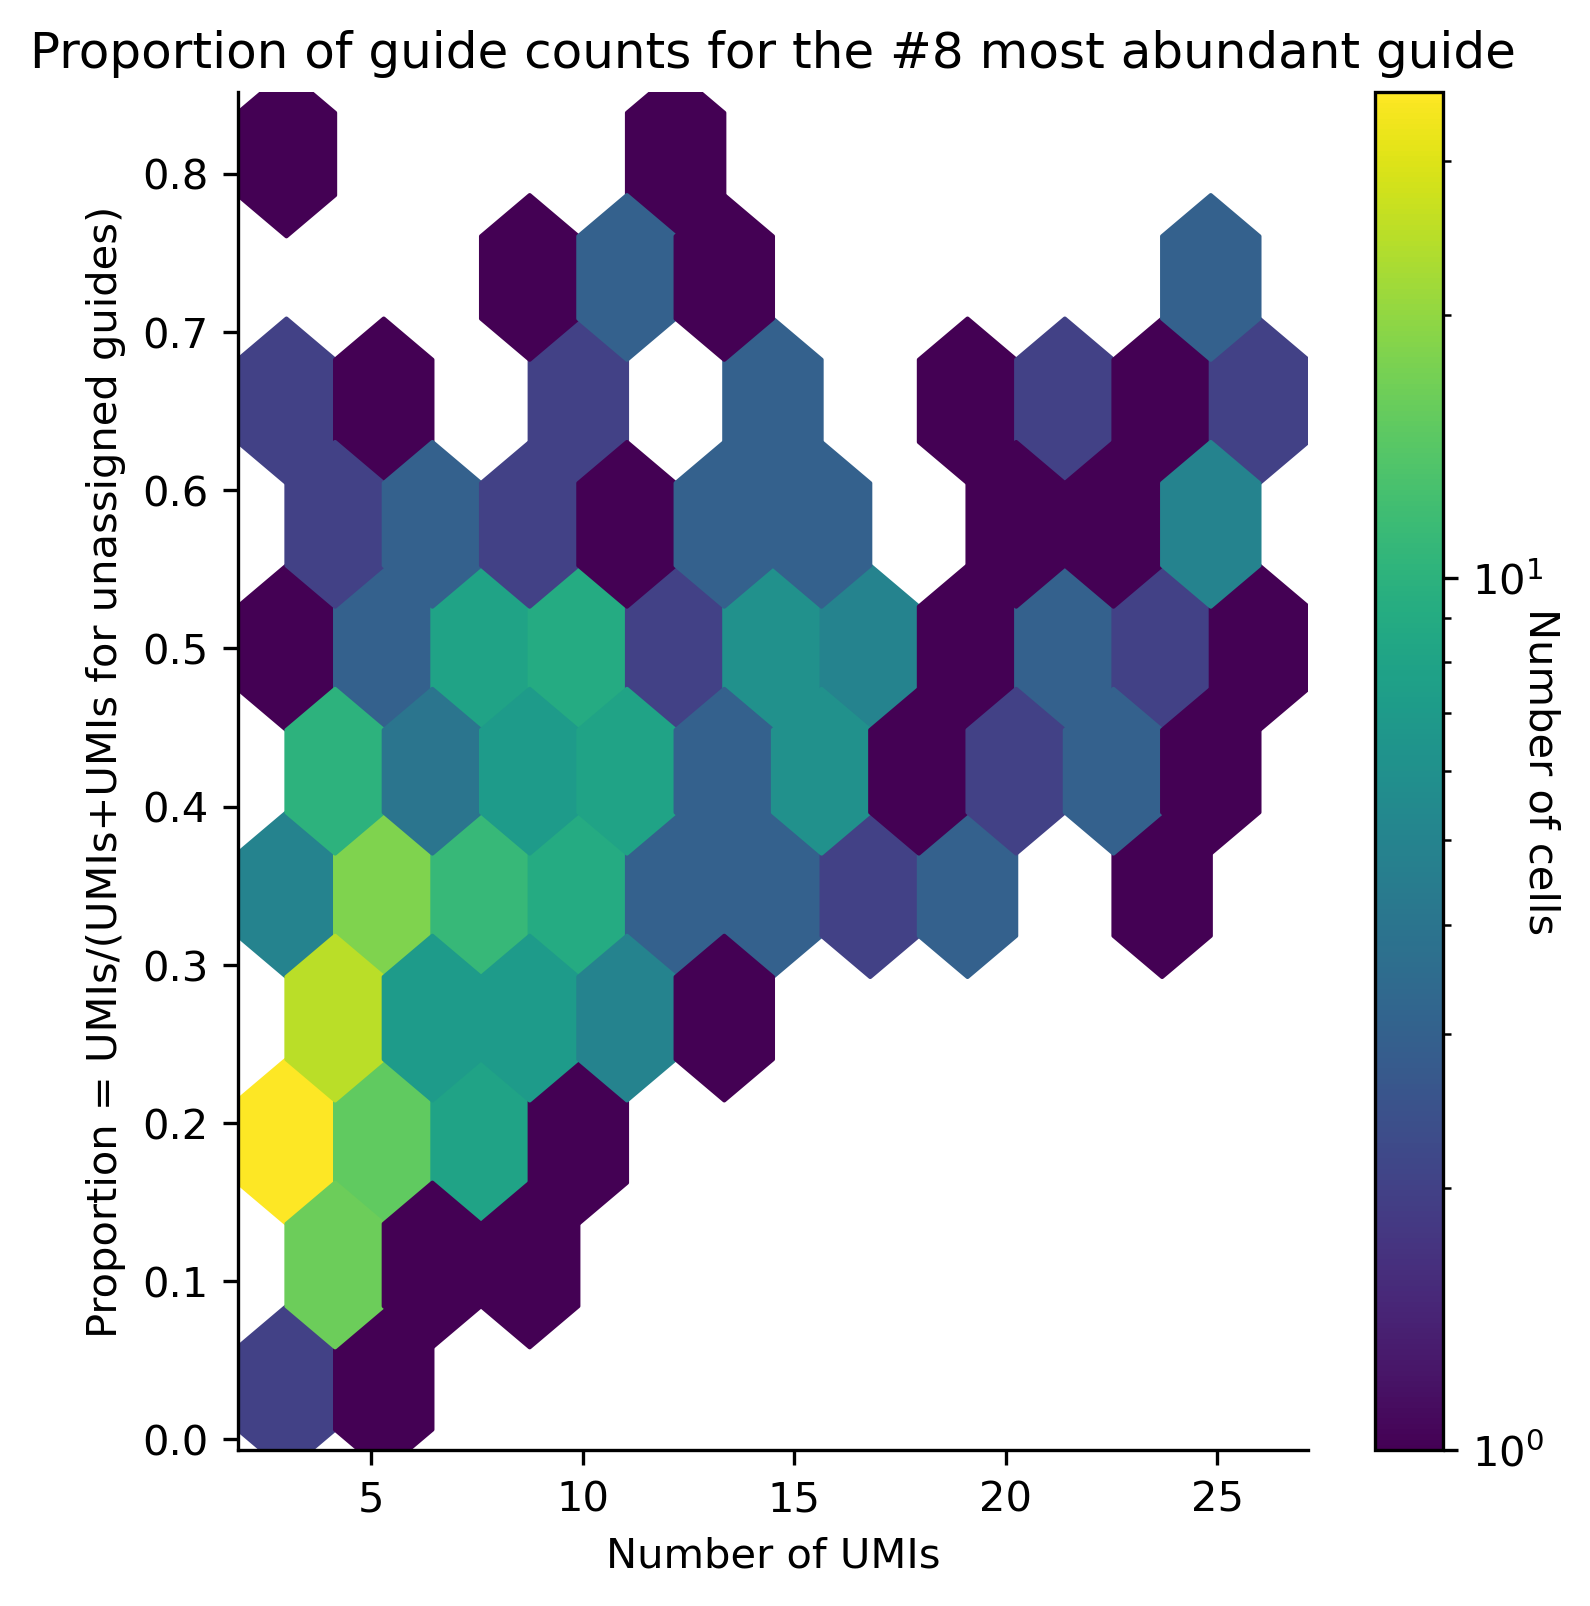 Proportion of guide counts for the #8 most abundant guide
Proportion = UMIs/(UMIs+UMIs for unassigned guides)
0.8
0.7
0.6
0.5
0.4
0.3
0.2
0.1
0.0
5 10 15 20 25
Number of UMIs
10¹
10⁰
Number of cells